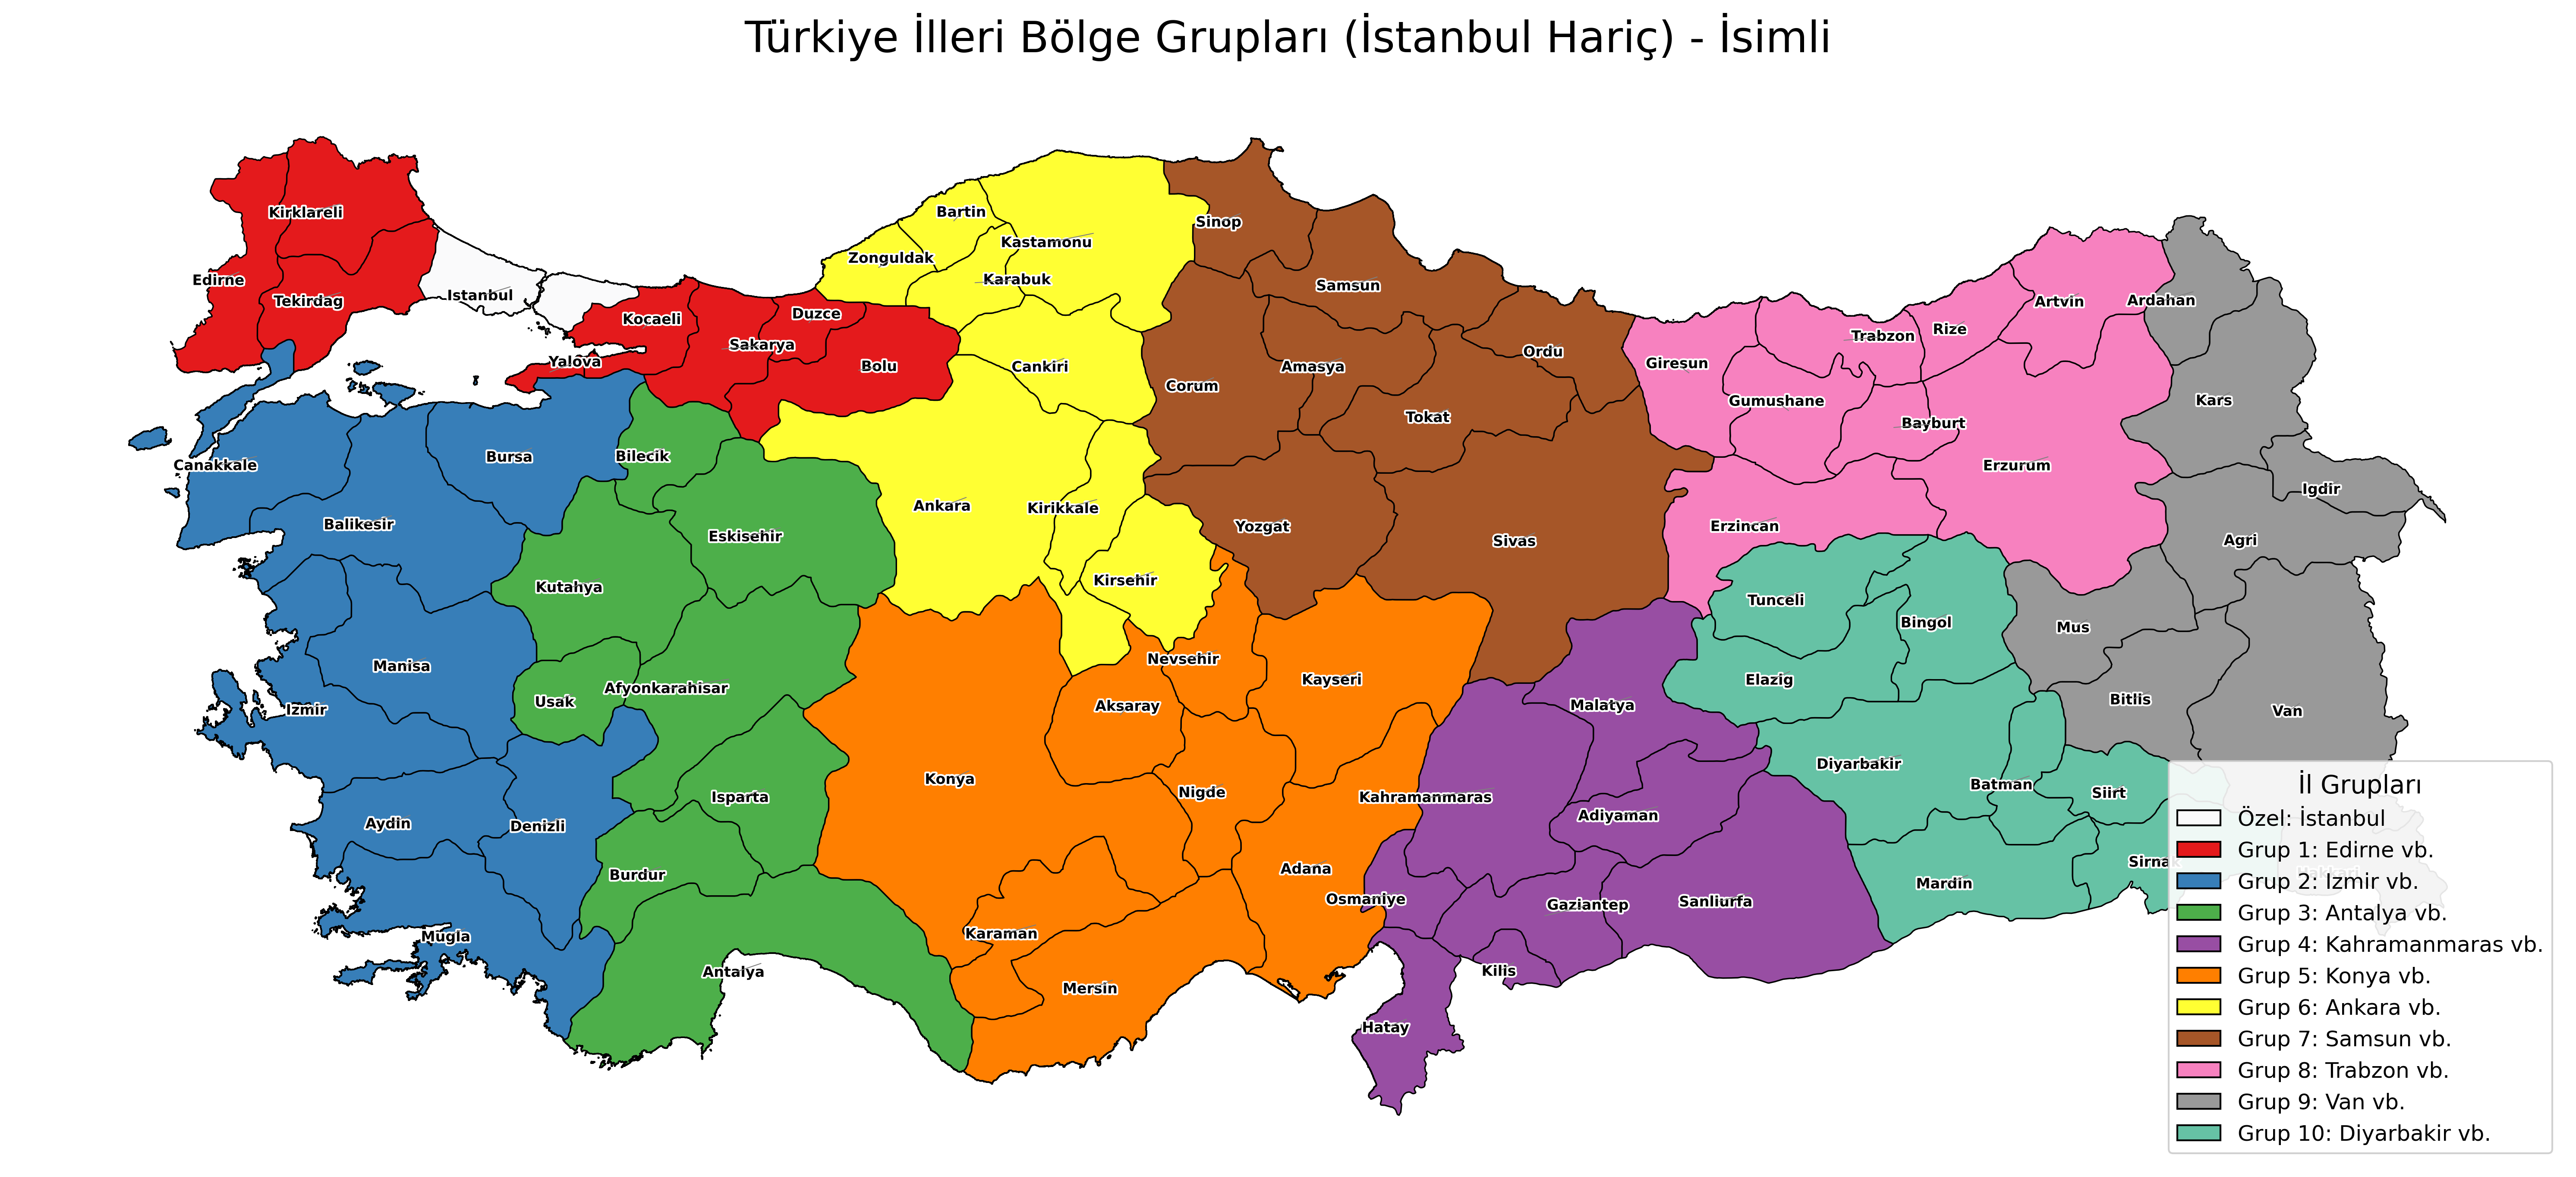 Türkiye İlleri Bölge Grupları (İstanbul Hariç) - İsimli
Kirklareli
Bartin
Sinop
Kastamonu
Zonguldak
Edirne
Karabuk
Samsun
Istanbul
Tekirdag
Artvin
Ardahan
Duzce
Kocaeli
Rize
Trabzon
Sakarya
Ordu
Yalova
Giresun
Bolu
Cankiri
Amasya
Corum
Kars
Gumushane
Tokat
Bayburt
Bursa
Bilecik
Canakkale
Erzurum
Igdir
Ankara
Kirikkale
Balikesir
Yozgat
Erzincan
Eskisehir
Sivas
Agri
Kirsehir
Kutahya
Tunceli
Bingol
Mus
Nevsehir
Manisa
Kayseri
Elazig
Afyonkarahisar
Usak
Bitlis
Aksaray
Malatya
Izmir
Van
Diyarbakir
Konya
Batman
Nigde
Siirt
Isparta
Kahramanmaras
Adiyaman
Aydin
Denizli
Sirnak
Adana
Hakkari
Burdur
Mardin
Osmaniye
Sanliurfa
Gaziantep
Karaman
Mugla
Kilis
Antalya
Mersin
Hatay
İl Grupları
Özel: İstanbul
Grup 1: Edirne vb.
Grup 2: Izmir vb.
Grup 3: Antalya vb.
Grup 4: Kahramanmaras vb.
Grup 5: Konya vb.
Grup 6: Ankara vb.
Grup 7: Samsun vb.
Grup 8: Trabzon vb.
Grup 9: Van vb.
Grup 10: Diyarbakir vb.